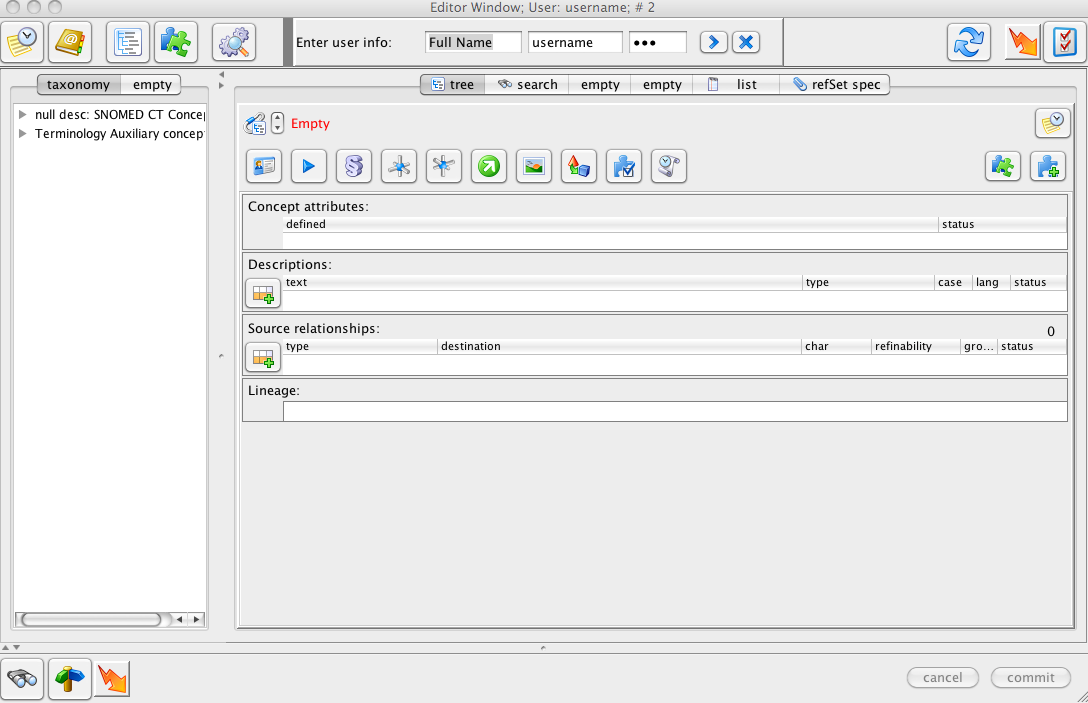 Editor Window; User: username; # 2
Enter user info: Full Name username •••
taxonomy empty
tree search empty empty list refSet spec
null desc: SNOMED CT Concep
Terminology Auxiliary concep
Empty
Concept attributes:
defined status
Descriptions:
text type case lang status
Source relationships: 0
type destination char refinability gro... status
Lineage:
cancel commit